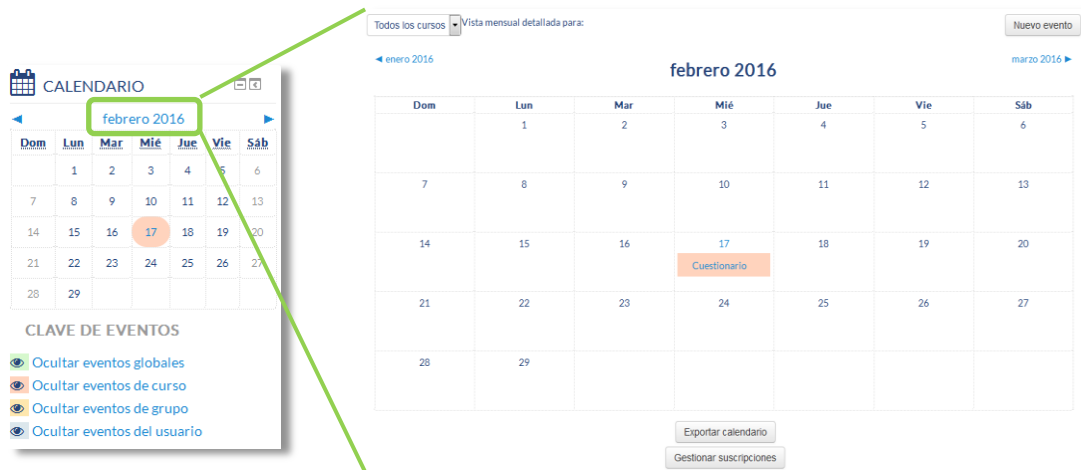 CALENDARIO
febrero 2016
Dom Lun Mar Mié Jue Vie Sáb
1 2 3 4 5 6
7 8 9 10 11 12 13
14 15 16 17 18 19 20
21 22 23 24 25 26 27
28 29
CLAVE DE EVENTOS
Ocultar eventos globales
Ocultar eventos de curso
Ocultar eventos de grupo
Ocultar eventos del usuario
Todos los cursos Vista mensual detallada para: Nuevo evento
◄ enero 2016 febrero 2016 marzo 2016 ►
Dom Lun Mar Mié Jue Vie Sáb
1 2 3 4 5 6
7 8 9 10 11 12 13
14 15 16 17 18 19 20
Cuestionario
21 22 23 24 25 26 27
28 29
Exportar calendario
Gestionar suscripciones